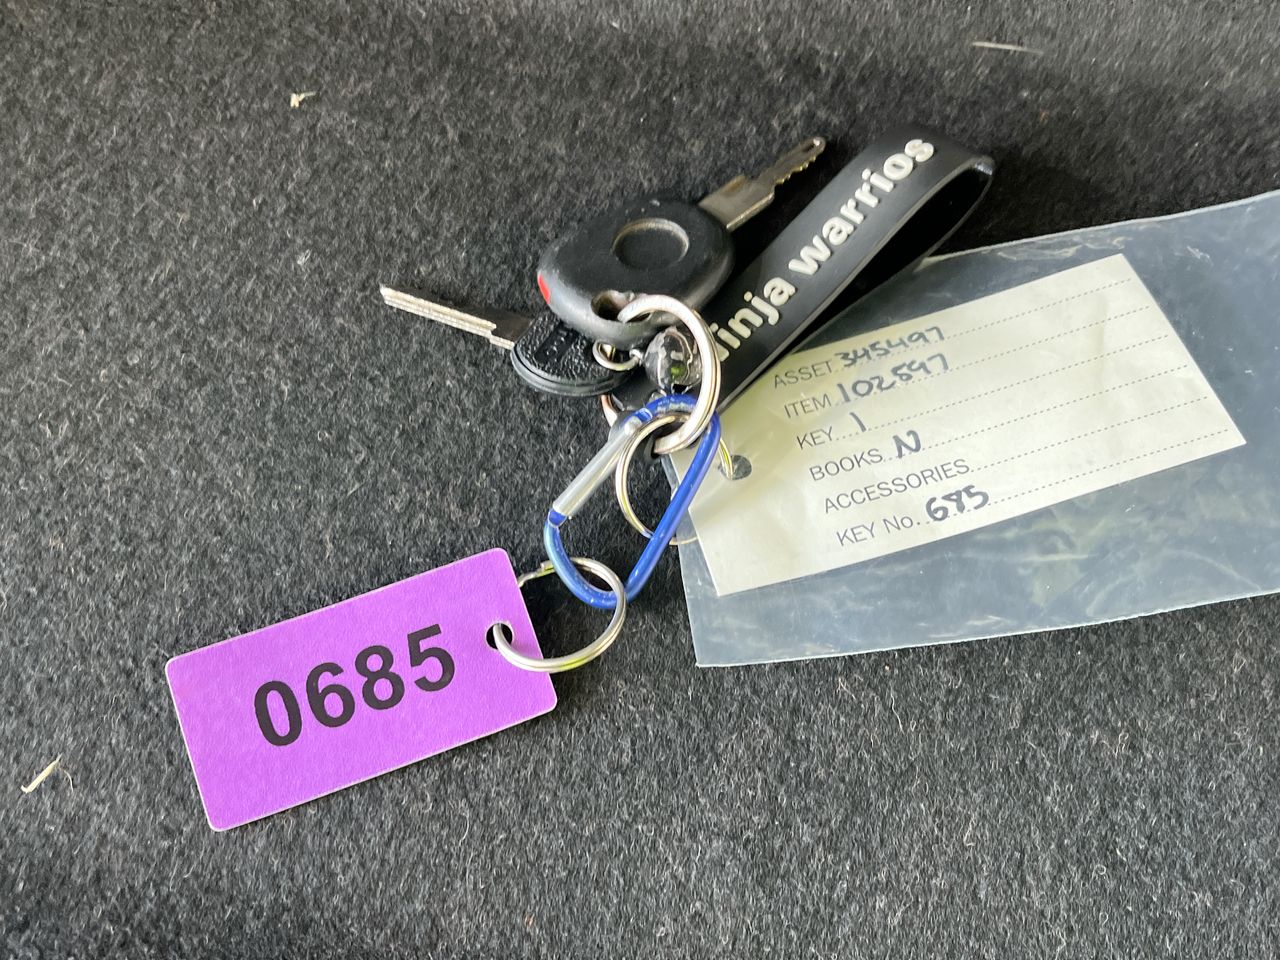 Ninja warrios
ASSET 345497
ITEM 102597
KEY 1
BOOKS N
ACCESSORIES
KEY No. 685
0685